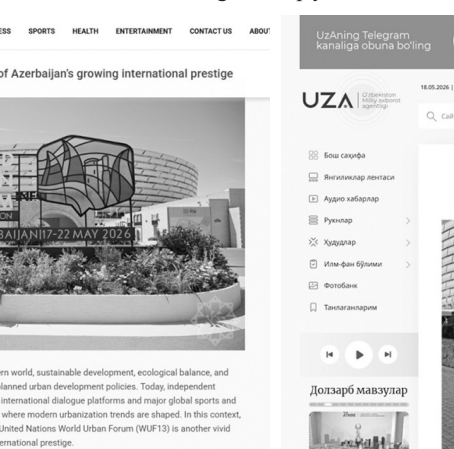 SPORTS HEALTH ENTERTAINMENT CONTACT US
of Azerbaijan's growing international prestige
BAIJAN|17-22 MAY 2026
rn world, sustainable development, ecological balance, and
lanned urban development policies. Today, independent
international dialogue platforms and major global sports and
where modern urbanization trends are shaped. In this context,
United Nations World Urban Forum (WUF13) is another vivid
ernational prestige.
UzAning Telegram
kanaliga obuna bo'ling
UZA
O'zbekiston
Milliy axborot
agentligi
18.05.2026 |
Сай
Бош саҳифа
Янгиликлар лентаси
Аудио хабарлар
Рукнлар
Ҳудудлар
Илм-фан бўлими
Фотобанк
Танлаганларим
Долзарб мавзулар